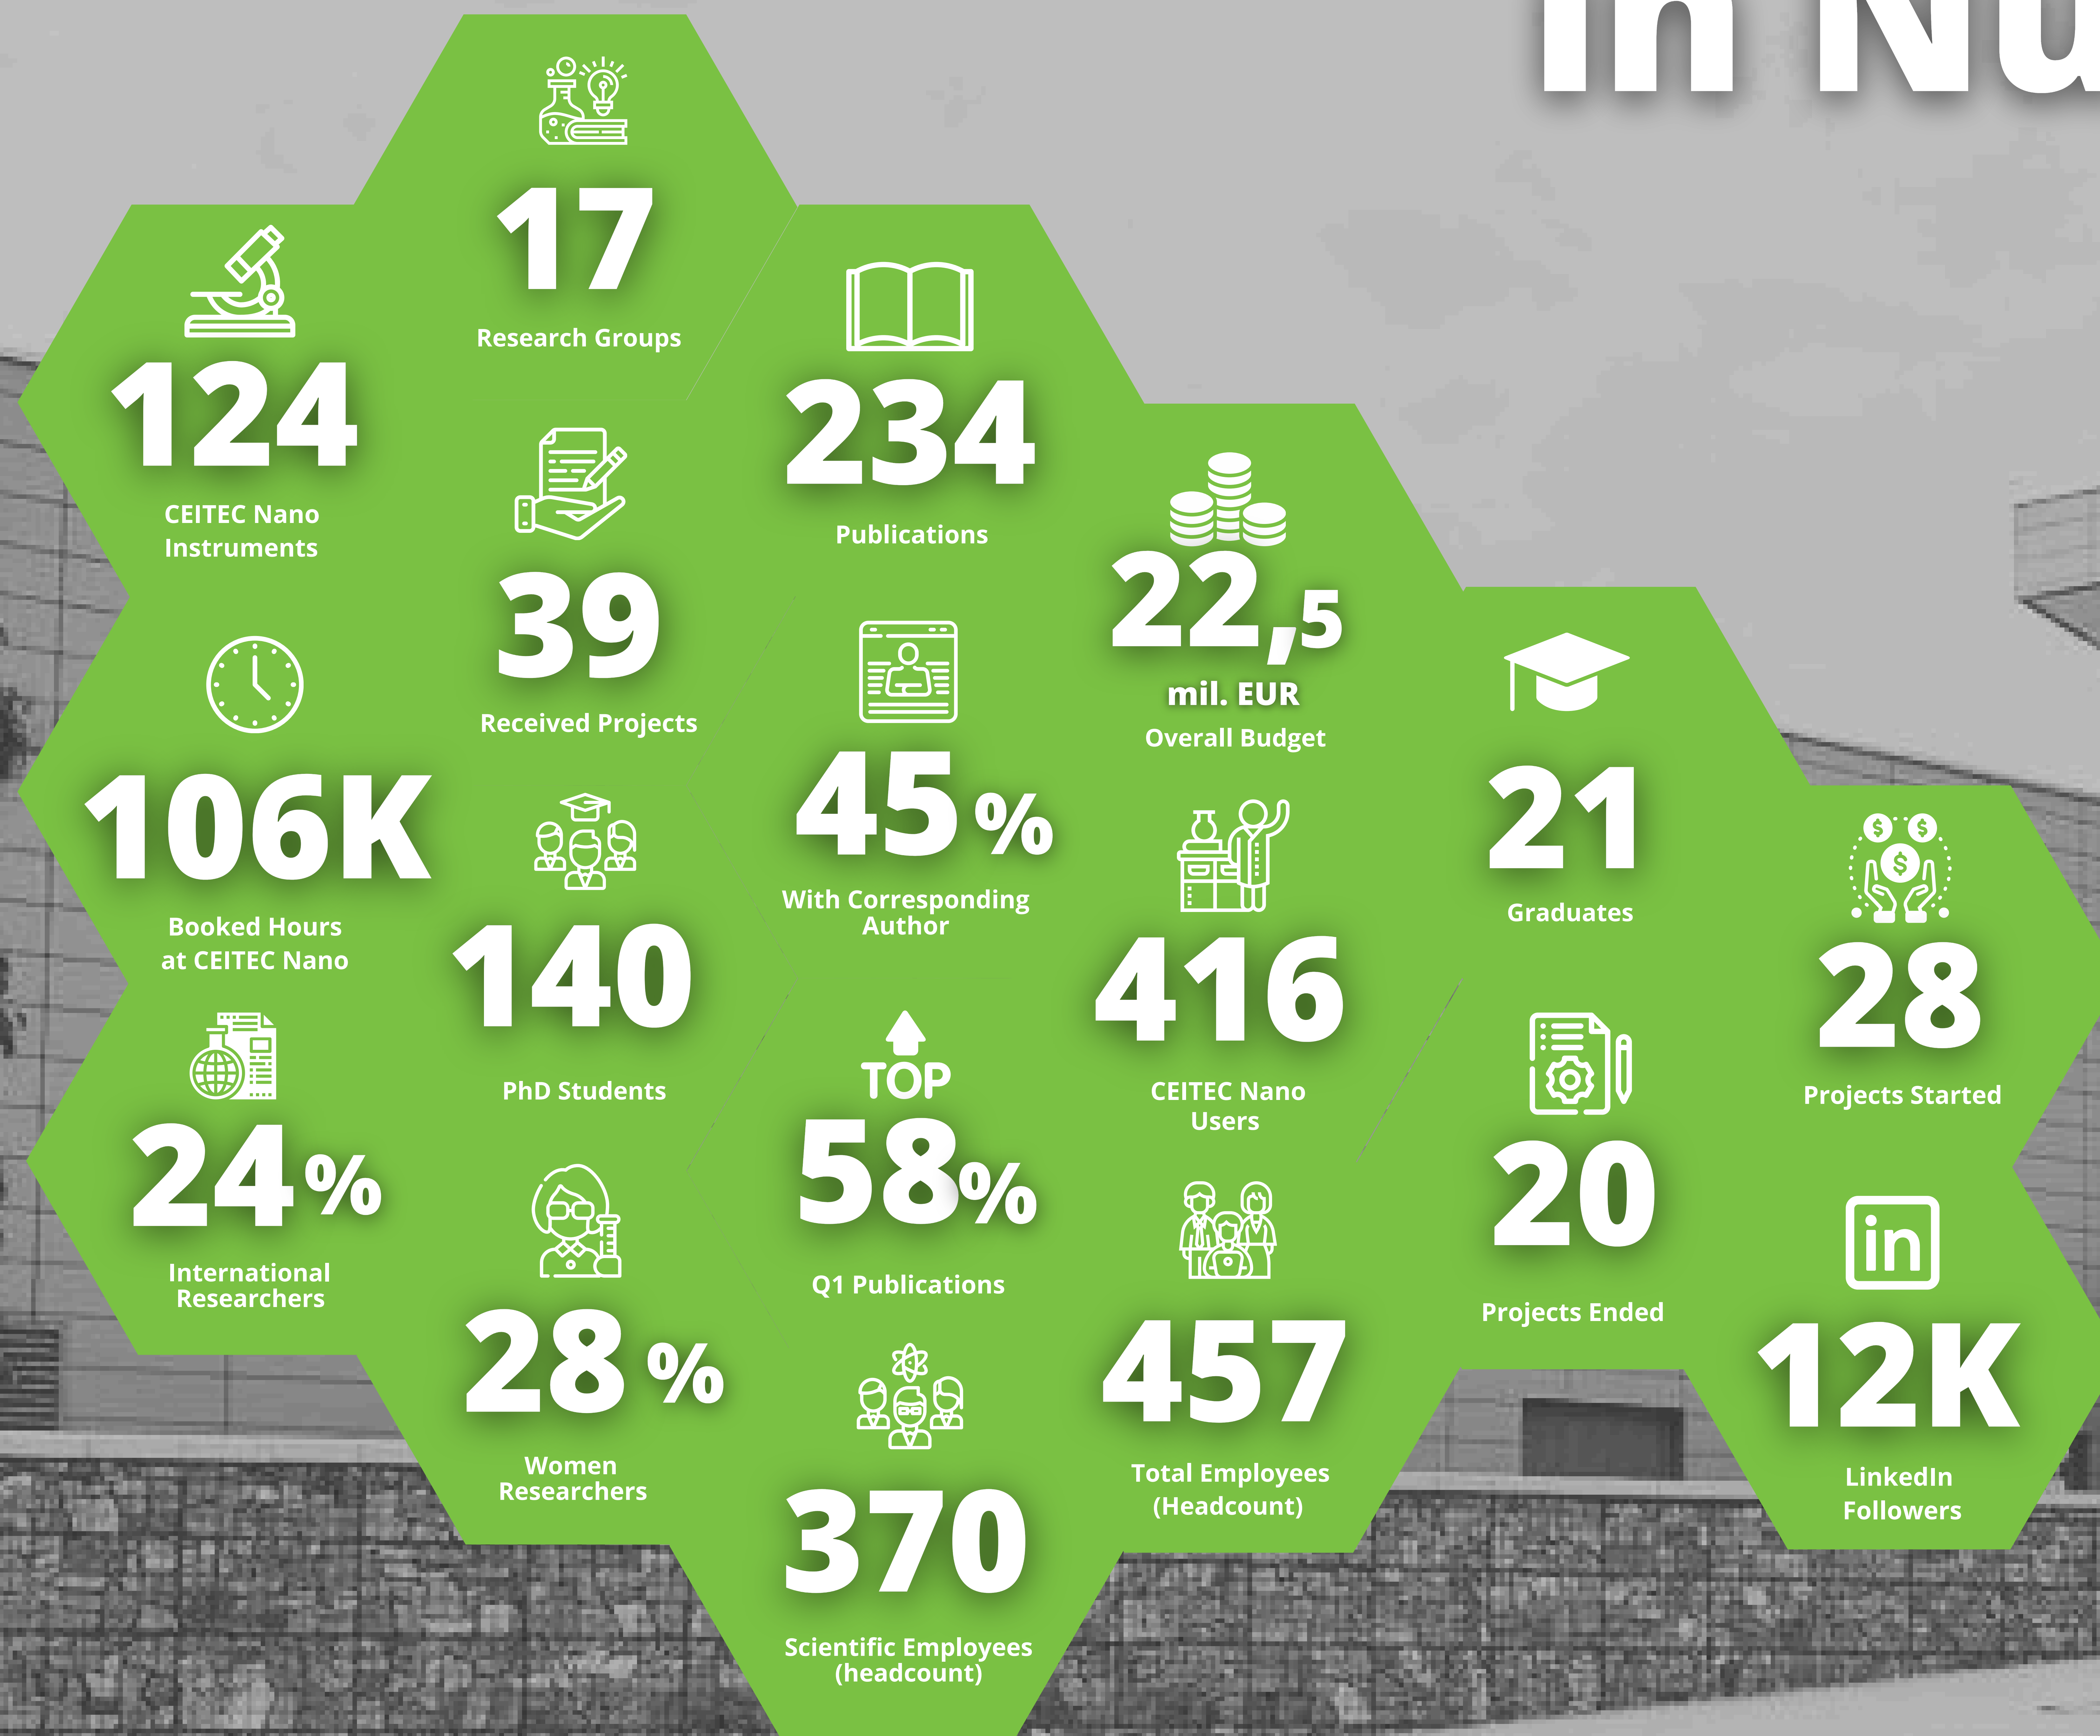 in Nu
17
Research Groups
124
CEITEC Nano
Instruments
234
Publications
39
Received Projects
22,5
mil. EUR
Overall Budget
106K
Booked Hours
at CEITEC Nano
45 %
With Corresponding
Author
21
Graduates
140
PhD Students
416
CEITEC Nano
Users
28
Projects Started
24 %
International
Researchers
TOP
58%
Q1 Publications
20
Projects Ended
28 %
Women
Researchers
457
Total Employees
(Headcount)
in
12K
LinkedIn
Followers
370
Scientific Employees
(headcount)